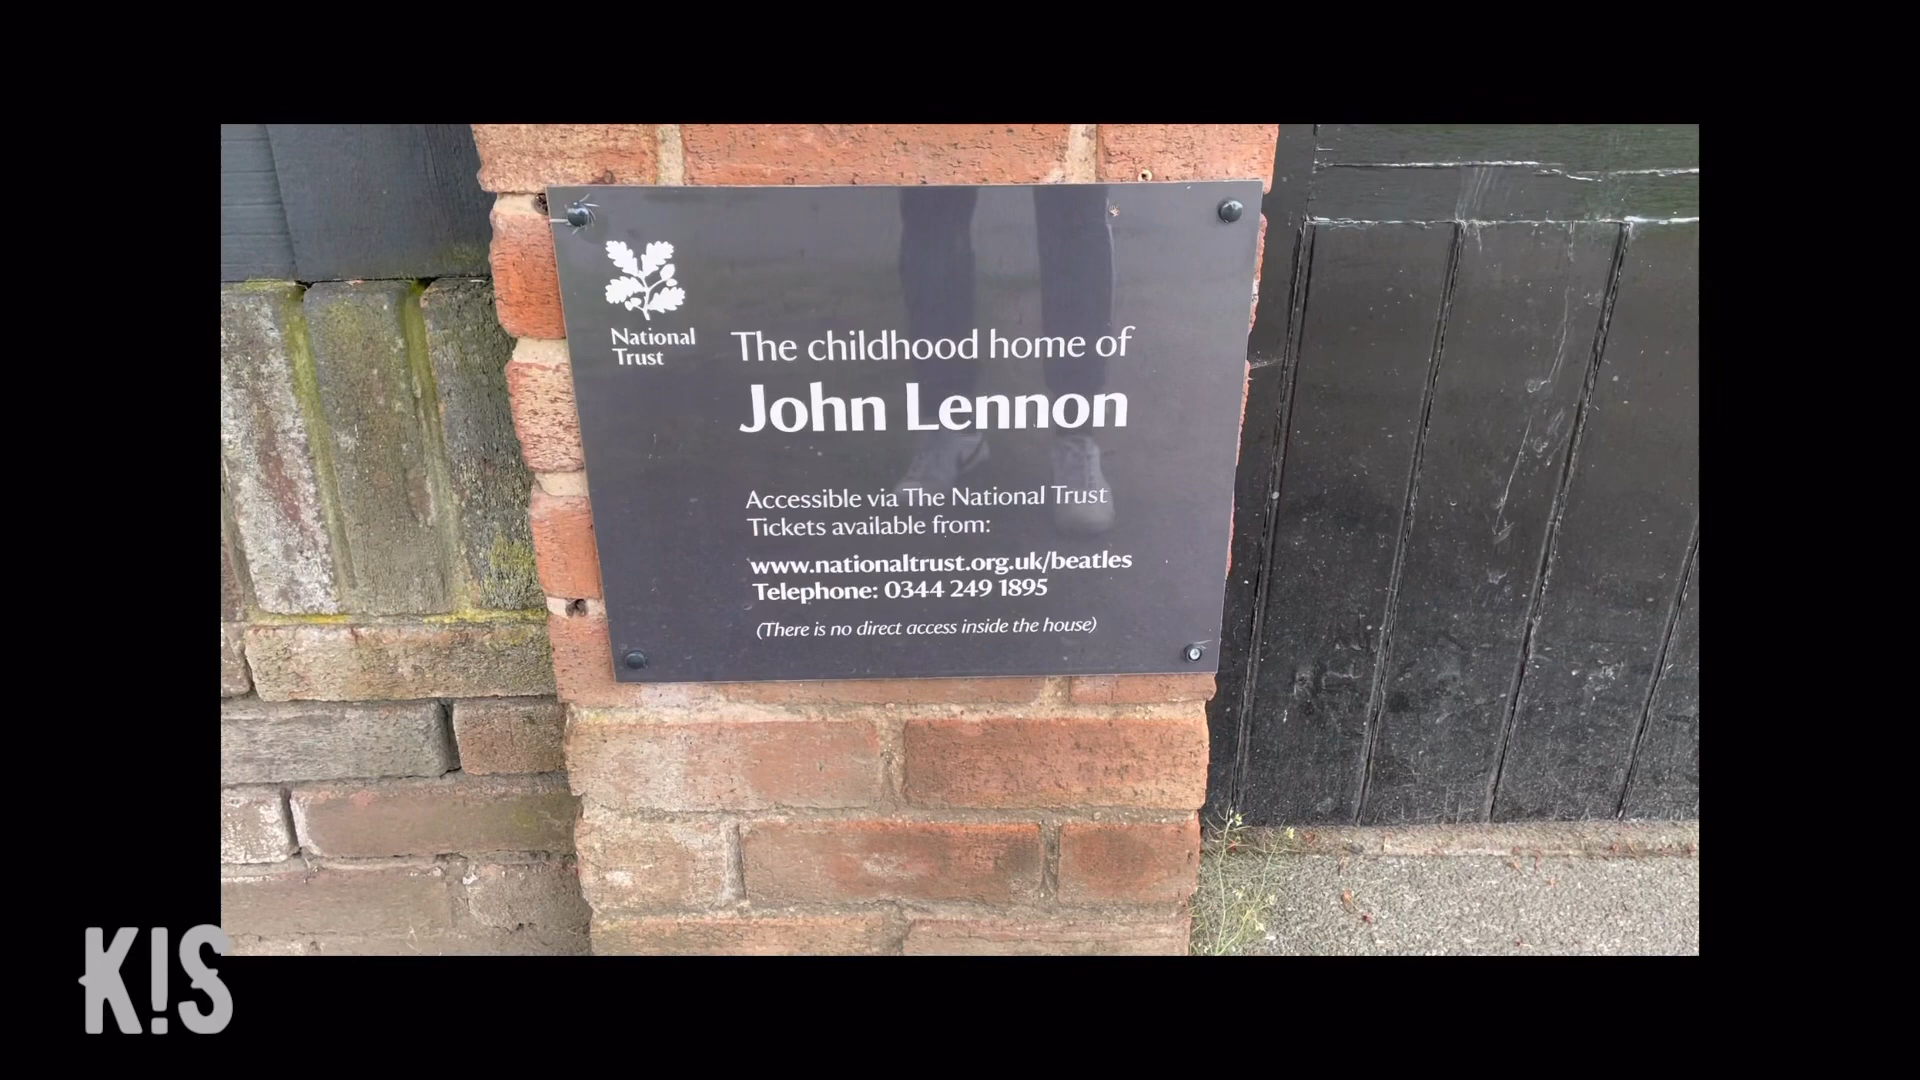 National
Trust
The childhood home of
John Lennon
Accessible via The National Trust
Tickets available from:
www.nationaltrust.org.uk/beatles
Telephone: 0344 249 1895
(There is no direct access inside the house)
K!S